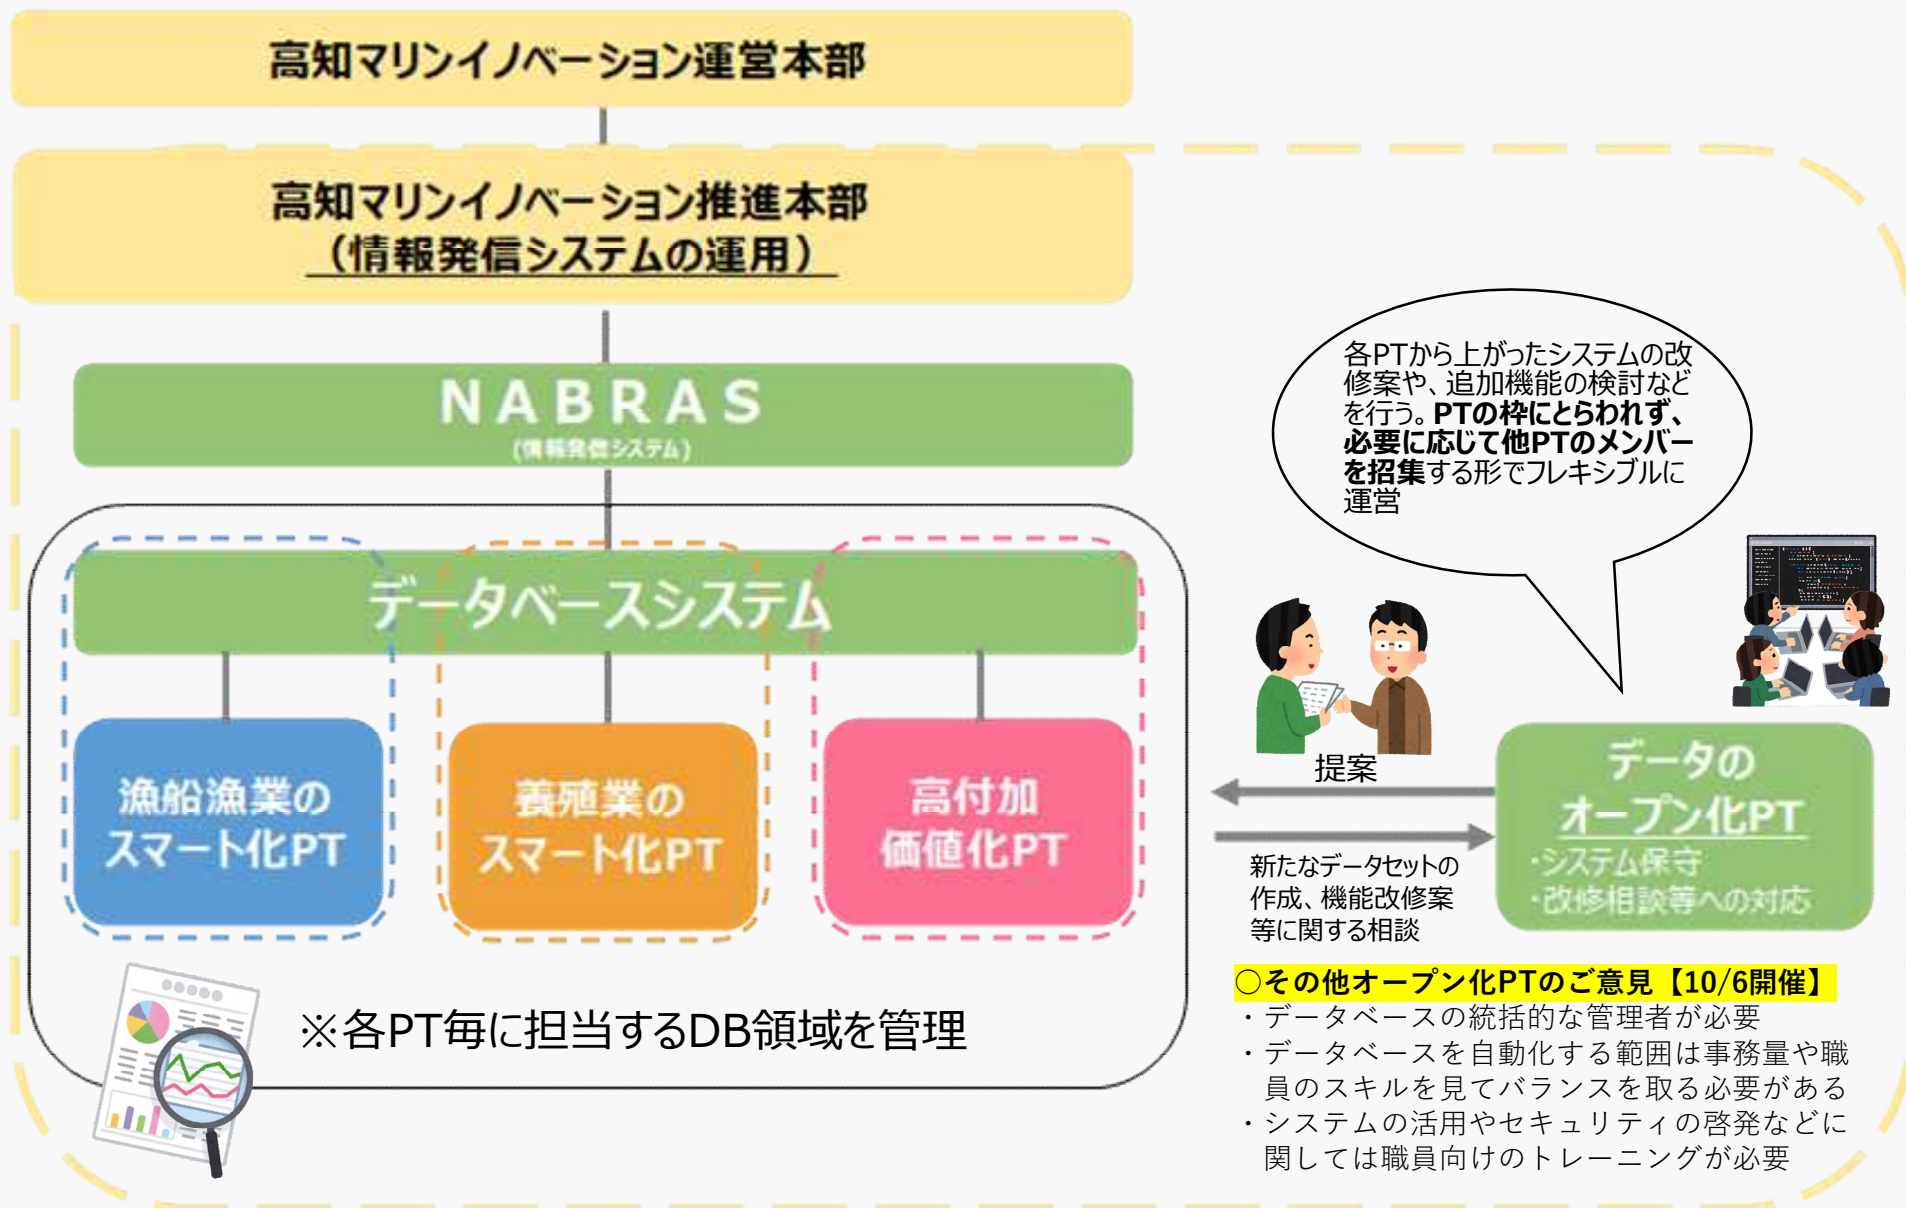 高知マリンイノベーション運営本部
高知マリンイノベーション推進本部
（情報発信システムの運用）
NABRAS
(情報発信システム)
データベースシステム
漁船漁業の
スマート化PT
養殖業の
スマート化PT
高付加
価値化PT
※各PT毎に担当するDB領域を管理
各PTから上がったシステムの改
修案や、追加機能の検討など
を行う。PTの枠にとらわれず、
必要に応じて他PTのメンバー
を招集する形でフレキシブルに
運営
提案
新たなデータセットの
作成、機能改修案
等に関する相談
データの
オープン化PT
・システム保守
・改修相談等への対応
○その他オープン化PTのご意見【10/6開催】
・データベースの統括的な管理者が必要
・データベースを自動化する範囲は事務量や職
員のスキルを見てバランスを取る必要がある
・システムの活用やセキュリティの啓発などに
関しては職員向けのトレーニングが必要